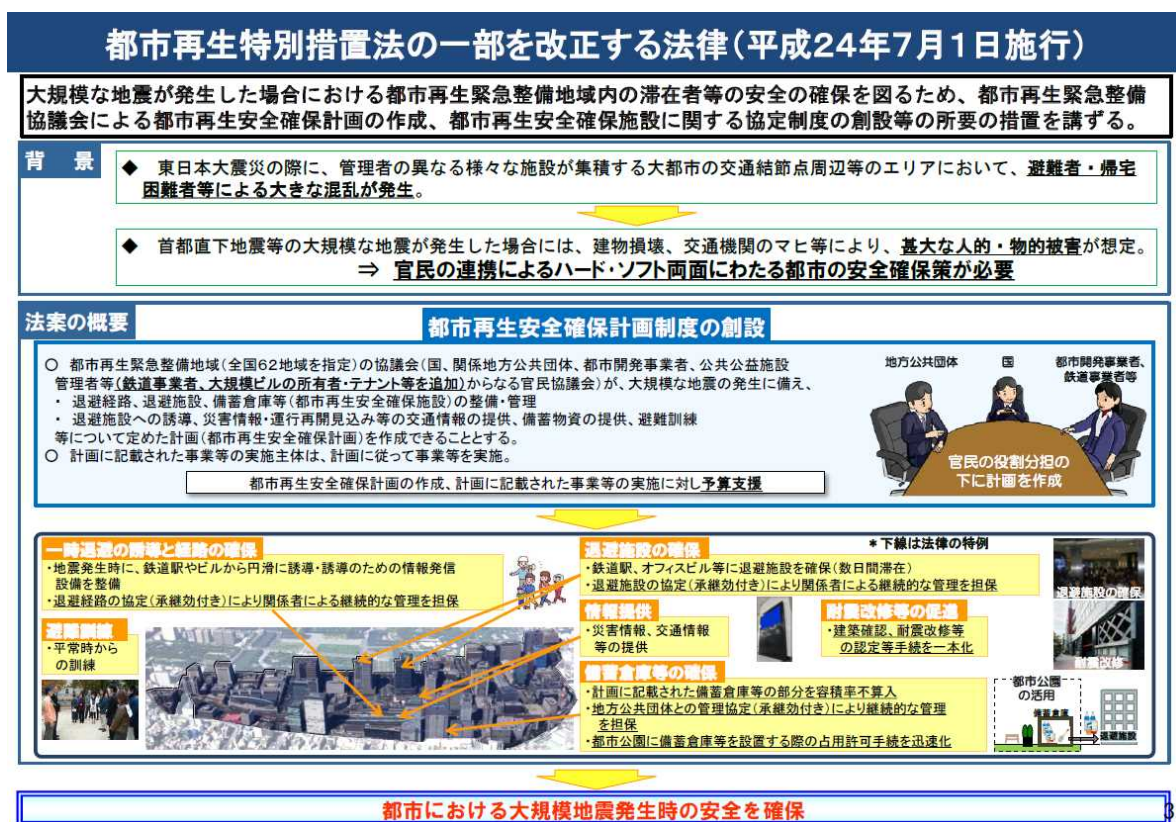 都市再生特別措置法の一部を改正する法律(平成24年7月1日施行)
大規模な地震が発生した場合における都市再生緊急整備地域内の滞在者等の安全の確保を図るため、都市再生緊急整備
協議会による都市再生安全確保計画の作成、都市再生安全確保施設に関する協定制度の創設等の所要の措置を講ずる。
背 景
◆ 東日本大震災の際に、管理者の異なる様々な施設が集積する大都市の交通結節点周辺等のエリアにおいて、避難者・帰宅
困難者等による大きな混乱が発生。
◆ 首都直下地震等の大規模な地震が発生した場合には、建物損壊、交通機関のマヒ等により、甚大な人的・物的被害が想定。
⇒ 官民の連携によるハード・ソフト両面にわたる都市の安全確保策が必要
法案の概要
都市再生安全確保計画制度の創設
○ 都市再生緊急整備地域(全国62地域を指定)の協議会(国、関係地方公共団体、都市開発事業者、公共公益施設
管理者等(鉄道事業者、大規模ビルの所有者・テナント等を追加)からなる官民協議会)が、大規模な地震の発生に備え、
・ 退避経路、退避施設、備蓄倉庫等(都市再生安全確保施設)の整備・管理
・ 退避施設への誘導、災害情報・運行再開見込み等の交通情報の提供、備蓄物資の提供、避難訓練
等について定めた計画(都市再生安全確保計画)を作成できることとする。
○ 計画に記載された事業等の実施主体は、計画に従って事業等を実施。
都市再生安全確保計画の作成、計画に記載された事業等の実施に対し予算支援
地方公共団体
国
都市開発事業者、
鉄道事業者等
官民の役割分担の
下に計画を作成
一時退避の誘導と経路の確保
・地震発生時に、鉄道駅やビルから円滑に誘導・誘導のための情報発信
設備を整備
・退避経路の協定(承継効付き)により関係者による継続的な管理を担保
避難訓練
・平常時から
の訓練
退避施設の確保
*下線は法律の特例
・鉄道駅、オフィスビル等に退避施設を確保(数日間滞在)
・退避施設の協定(承継効付き)により関係者による継続的な管理を担保
情報提供
・災害情報、交通情報
等の提供
耐震改修等の促進
・建築確認、耐震改修等
の認定等手続を一本化
備蓄倉庫等の確保
・計画に記載された備蓄倉庫等の部分を容積率不算入
・地方公共団体との管理協定(承継効付き)により継続的な管理
を担保
・都市公園に備蓄倉庫等を設置する際の占用許可手続を迅速化
退避施設の確保
耐震改修
都市公園
の活用
備蓄倉庫
退避施設
都市における大規模地震発生時の安全を確保
3